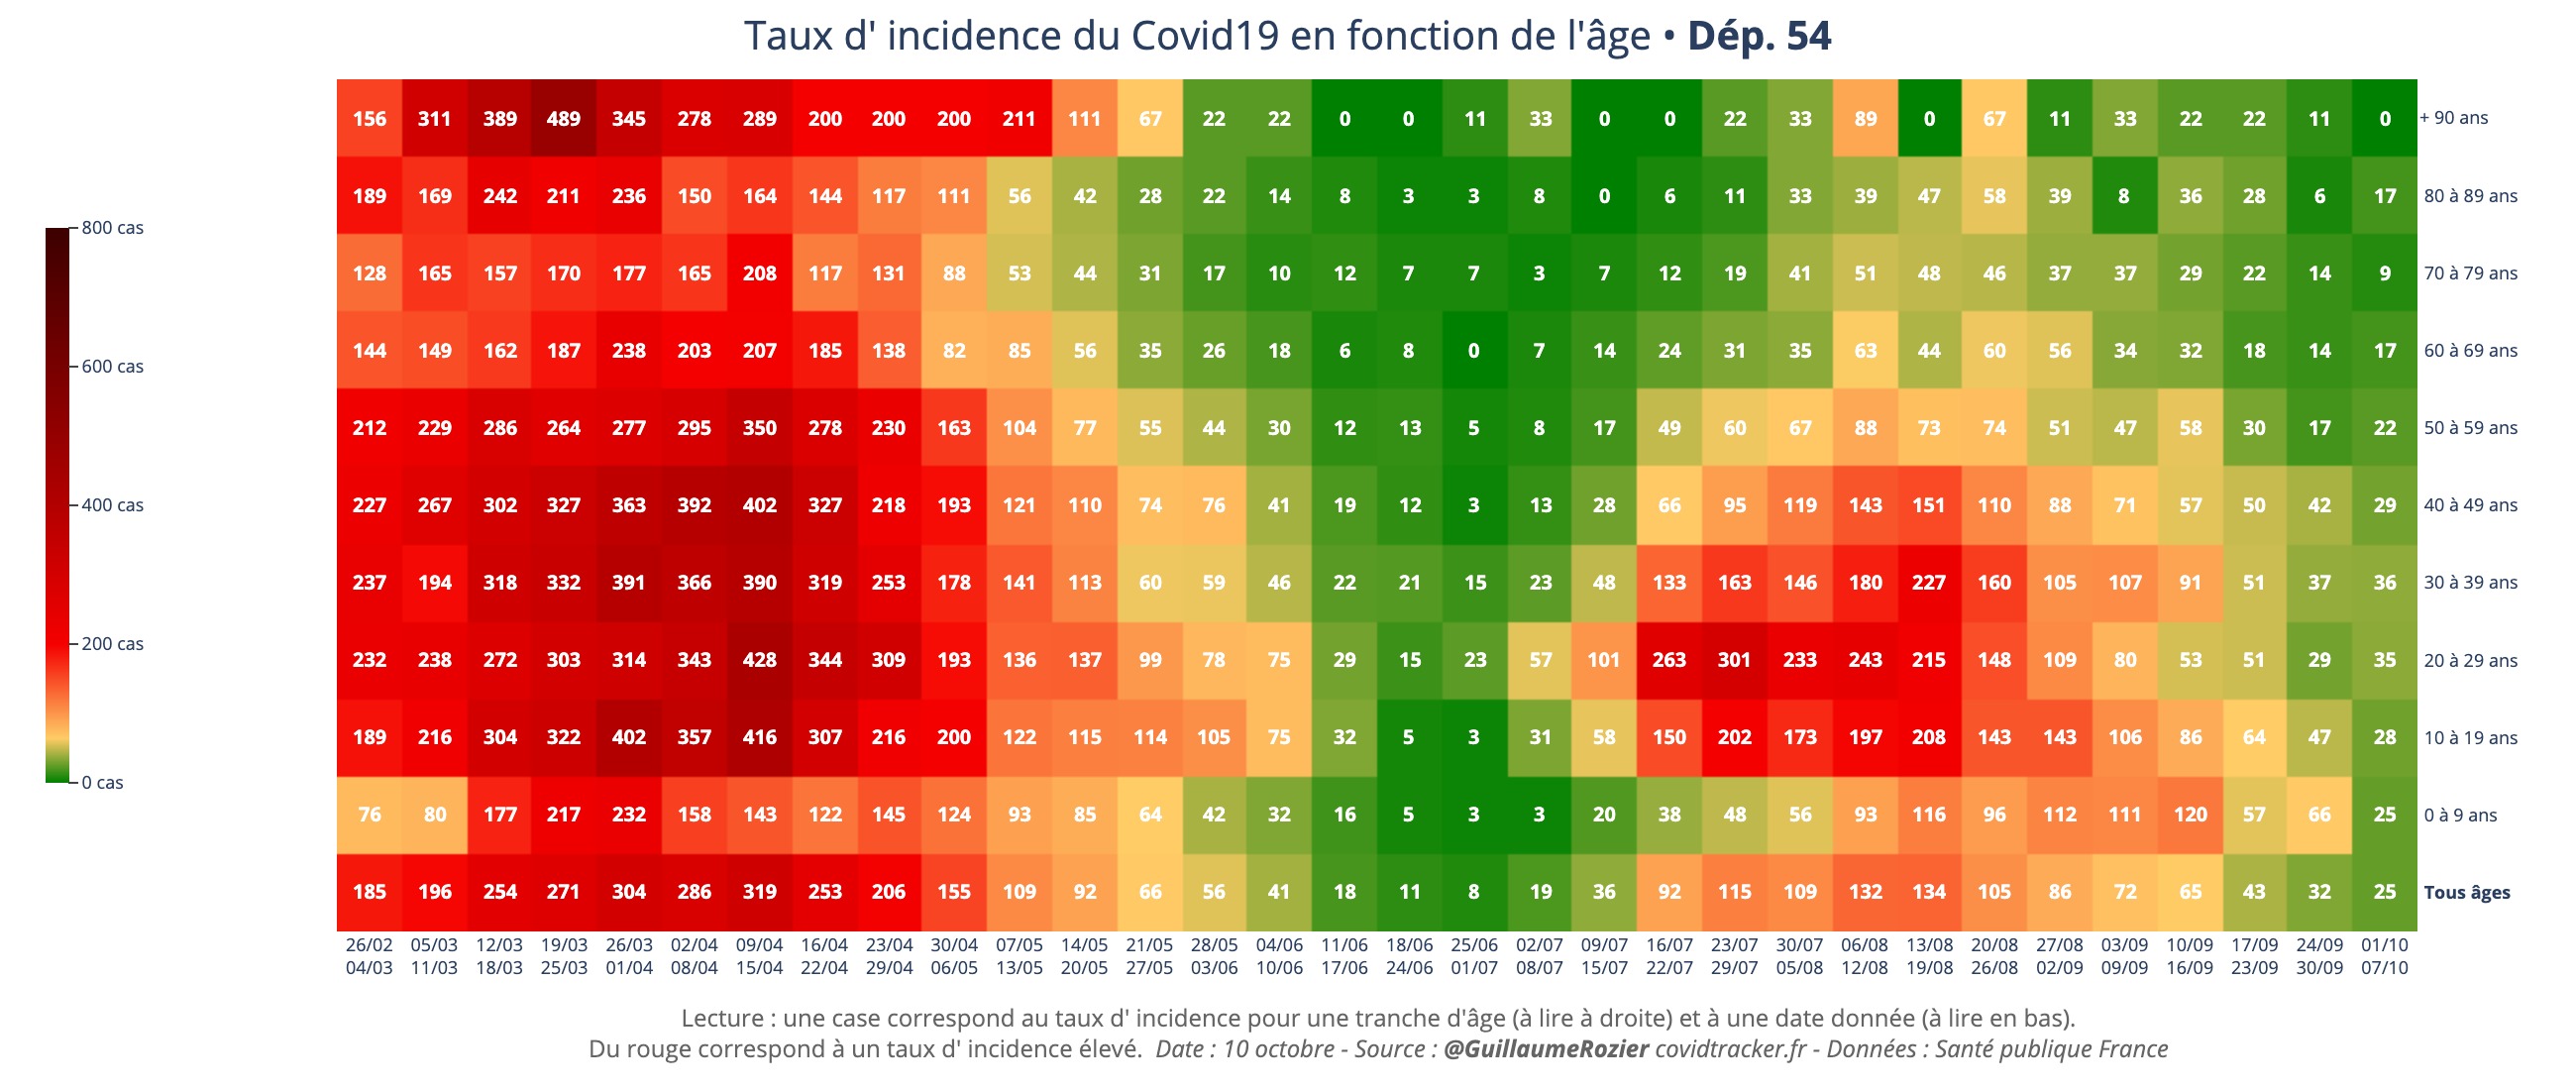 Taux d' incidence du Covid19 en fonction de l'âge • Dép. 54
800 cas
600 cas
400 cas
200 cas
0 cas
156 311 389 489 345 278 289 200 200 200 211 111 67 22 22 0 0 11 33 0 0 22 33 89 0 67 11 33 22 22 11 0 + 90 ans
189 169 242 211 236 150 164 144 117 111 56 42 28 22 14 8 3 3 8 0 6 11 33 39 47 58 39 8 36 28 6 17 80 à 89 ans
128 165 157 170 177 165 208 117 131 88 53 44 31 17 10 12 7 7 3 7 12 19 41 51 48 46 37 37 29 22 14 9 70 à 79 ans
144 149 162 187 238 203 207 185 138 82 85 56 35 26 18 6 8 0 7 14 24 31 35 63 44 60 56 34 32 18 14 17 60 à 69 ans
212 229 286 264 277 295 350 278 230 163 104 77 55 44 30 12 13 5 8 17 49 60 67 88 73 74 51 47 58 30 17 22 50 à 59 ans
227 267 302 327 363 392 402 327 218 193 121 110 74 76 41 19 12 3 13 28 66 95 119 143 151 110 88 71 57 50 42 29 40 à 49 ans
237 194 318 332 391 366 390 319 253 178 141 113 60 59 46 22 21 15 23 48 133 163 146 180 227 160 105 107 91 51 37 36 30 à 39 ans
232 238 272 303 314 343 428 344 309 193 136 137 99 78 75 29 15 23 57 101 263 301 233 243 215 148 109 80 53 51 29 35 20 à 29 ans
189 216 304 322 402 357 416 307 216 200 122 115 114 105 75 32 5 3 31 58 150 202 173 197 208 143 143 106 86 64 47 28 10 à 19 ans
76 80 177 217 232 158 143 122 145 124 93 85 64 42 32 16 5 3 3 20 38 48 56 93 116 96 112 111 120 57 66 25 0 à 9 ans
185 196 254 271 304 286 319 253 206 155 109 92 66 56 41 18 11 8 19 36 92 115 109 132 134 105 86 72 65 43 32 25 Tous âges
26/02 05/03 12/03 19/03 26/03 02/04 09/04 16/04 23/04 30/04 07/05 14/05 21/05 28/05 04/06 11/06 18/06 25/06 02/07 09/07 16/07 23/07 30/07 06/08 13/08 20/08 27/08 03/09 10/09 17/09 24/09 01/10
04/03 11/03 18/03 25/03 01/04 08/04 15/04 22/04 29/04 06/05 13/05 20/05 27/05 03/06 10/06 17/06 24/06 01/07 08/07 15/07 22/07 29/07 05/08 12/08 19/08 26/08 02/09 09/09 16/09 23/09 30/09 07/10
Lecture : une case correspond au taux d' incidence pour une tranche d'âge (à lire à droite) et à une date donnée (à lire en bas).
Du rouge correspond à un taux d' incidence élevé. Date : 10 octobre - Source : @GuillaumeRozier covidtracker.fr - Données : Santé publique France